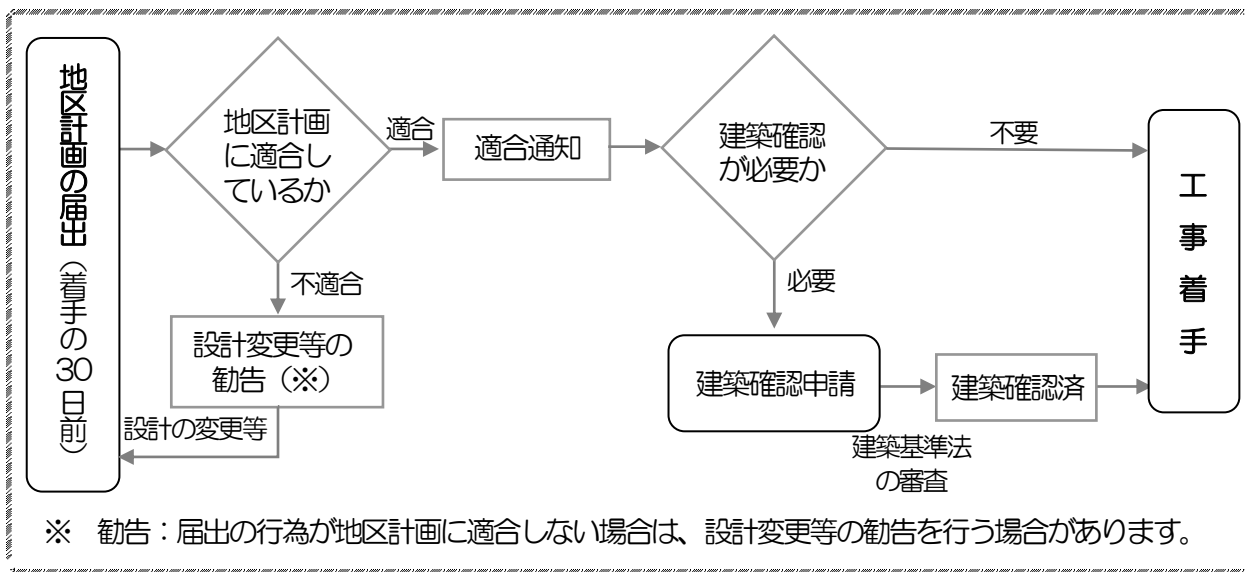 地区計画の届出（着手の30日前）
地区計画
に適合し
ているか
適合
適合通知
建築確認
が必要か
不要
工事着手
不適合
必要
設計変更等の
勧告（※）
設計の変更等
建築確認申請
建築確認済
建築基準法
の審査
※　勧告：届出の行為が地区計画に適合しない場合は、設計変更等の勧告を行う場合があります。